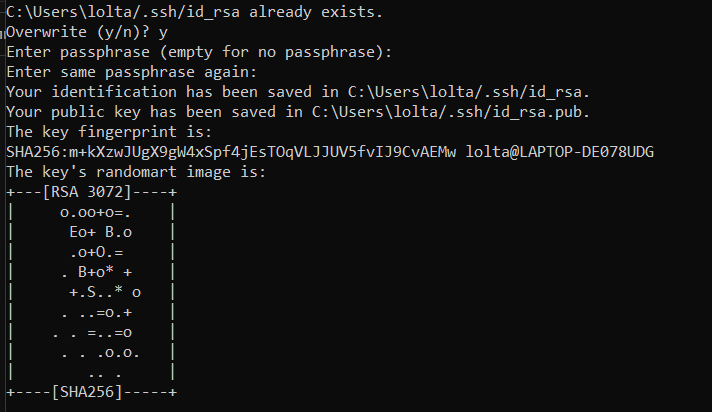 C:\Users\lolta/.ssh/id_rsa already exists.
Overwrite (y/n)? y
Enter passphrase (empty for no passphrase):
Enter same passphrase again:
Your identification has been saved in C:\Users\lolta/.ssh/id_rsa.
Your public key has been saved in C:\Users\lolta/.ssh/id_rsa.pub.
The key fingerprint is:
SHA256:m+kXzwJUgX9gW4xSpf4jEsTOqVLJJUV5fvIJ9CvAEMw lolta@LAPTOP-DE078UDG
The key's randomart image is:
+---[RSA 3072]----+
|     o.oo+o=.    |
|      Eo+ B.o    |
|      .o+O.=     |
|     . B+o* +    |
|      +.S..* o   |
|     . ..=o.+    |
|    . . =..=o    |
|     . . .o.o.   |
|        .. .     |
+----[SHA256]-----+